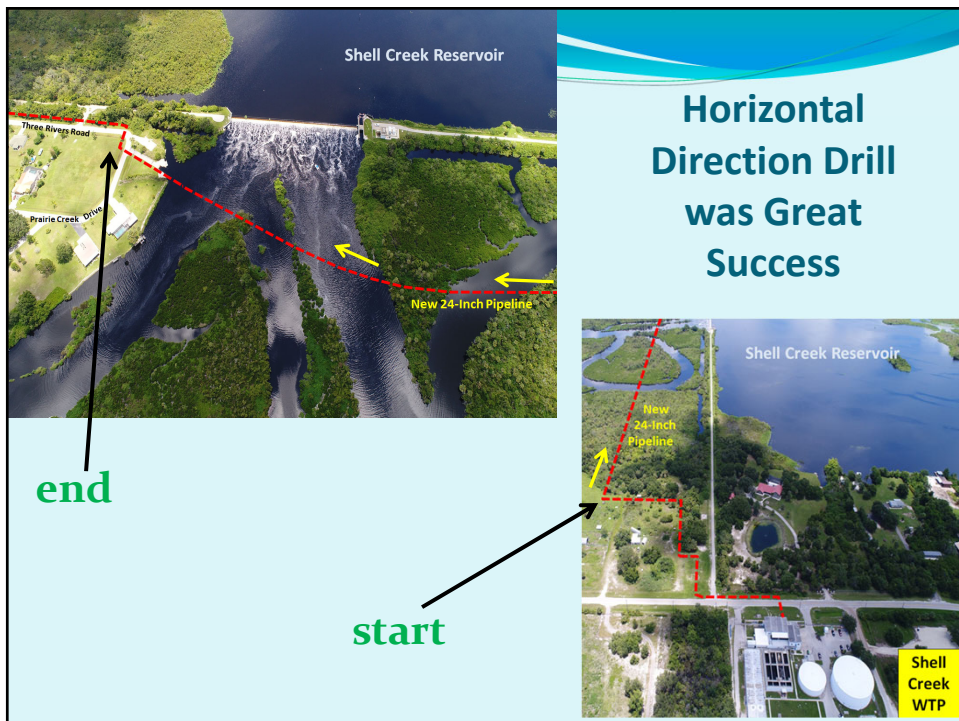 Shell Creek Reservoir
Three Rivers Road
Prairie Creek Drive
New 24-Inch Pipeline
end
Horizontal
Direction Drill
was Great
Success
Shell Creek Reservoir
New
24-Inch
Pipeline
start
Shell
Creek
WTP